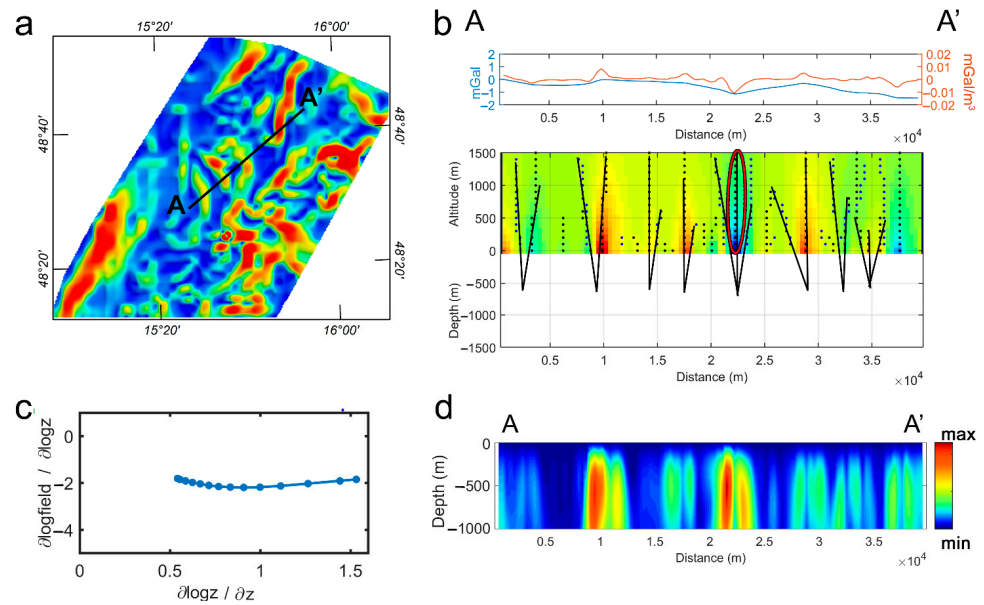 a
15°20'
16°00'
48°40'
48°40'
A'
A
48°20'
48°20'
15°20'
16°00'
b A A'
2
1
0
−1
−2
mGal
0.02
0.01
0
−0.01
−0.02
mGal/m³
0.5 1 1.5 2 2.5 3 3.5
Distance (m)
×10⁴
1500
1000
500
0
−500
−1000
−1500
Altitude (m)
Depth (m)
0.5 1 1.5 2 2.5 3 3.5
Distance (m)
×10⁴
c
0
−2
−4
∂logfield / ∂logz
0 0.5 1 1.5
∂logz / ∂z
d A A'
0
−500
−1000
Depth (m)
0.5 1 1.5 2 2.5 3 3.5
Distance (m)
×10⁴
max
min